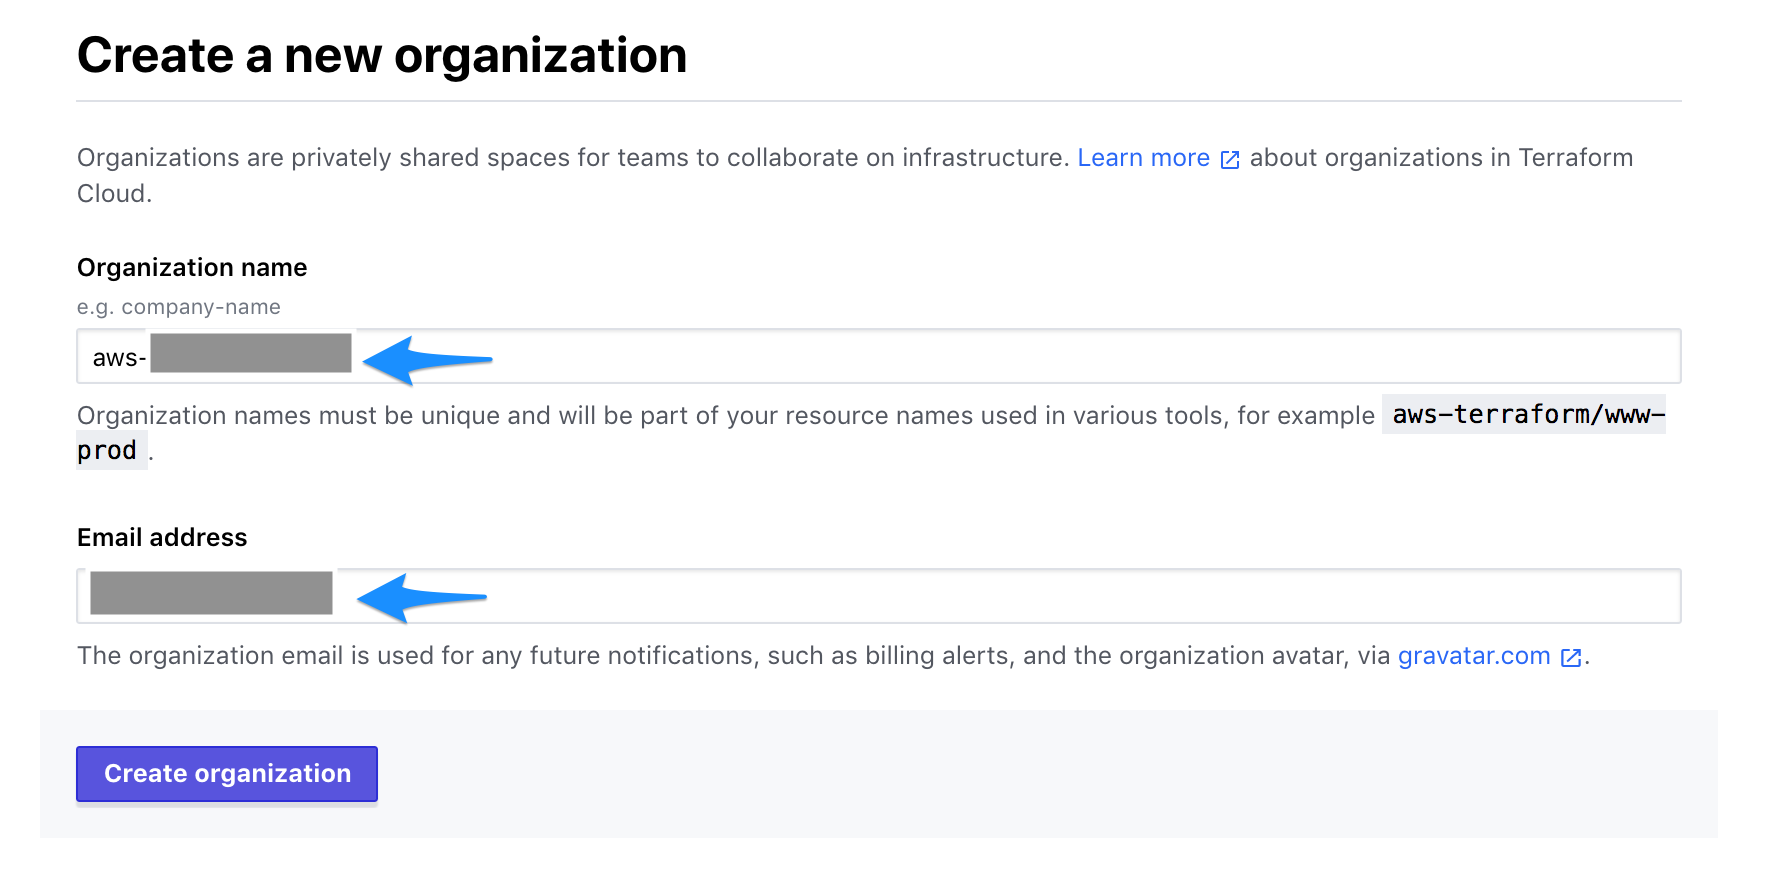 Create a new organization
Organizations are privately shared spaces for teams to collaborate on infrastructure. Learn more about organizations in Terraform
Cloud.
Organization name
e.g. company-name
aws-
Organization names must be unique and will be part of your resource names used in various tools, for example aws-terraform/www-
prod .
Email address
The organization email is used for any future notifications, such as billing alerts, and the organization avatar, via gravatar.com .
Create organization